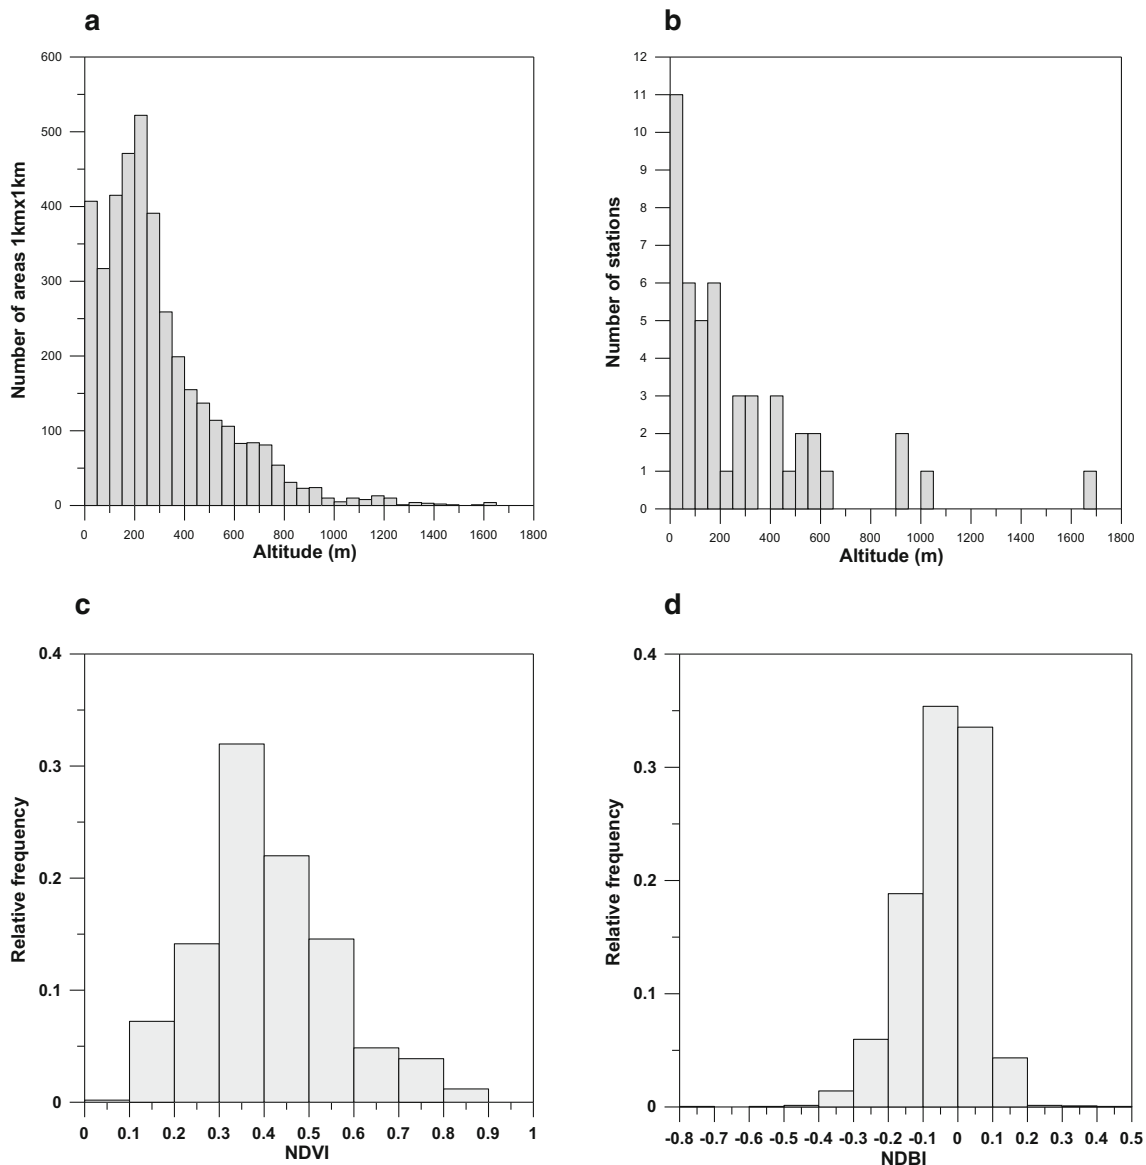 a
600
500
400
300
200
100
0
Number of areas 1kmx1km
0 200 400 600 800 1000 1200 1400 1600 1800
Altitude (m)
b
12
11
10
9
8
7
6
5
4
3
2
1
0
Number of stations
0 200 400 600 800 1000 1200 1400 1600 1800
Altitude (m)
c
0.4
0.3
0.2
0.1
0
Relative frequency
0 0.1 0.2 0.3 0.4 0.5 0.6 0.7 0.8 0.9 1
NDVI
d
0.4
0.3
0.2
0.1
0
Relative frequency
-0.8 -0.7 -0.6 -0.5 -0.4 -0.3 -0.2 -0.1 0 0.1 0.2 0.3 0.4 0.5
NDBI